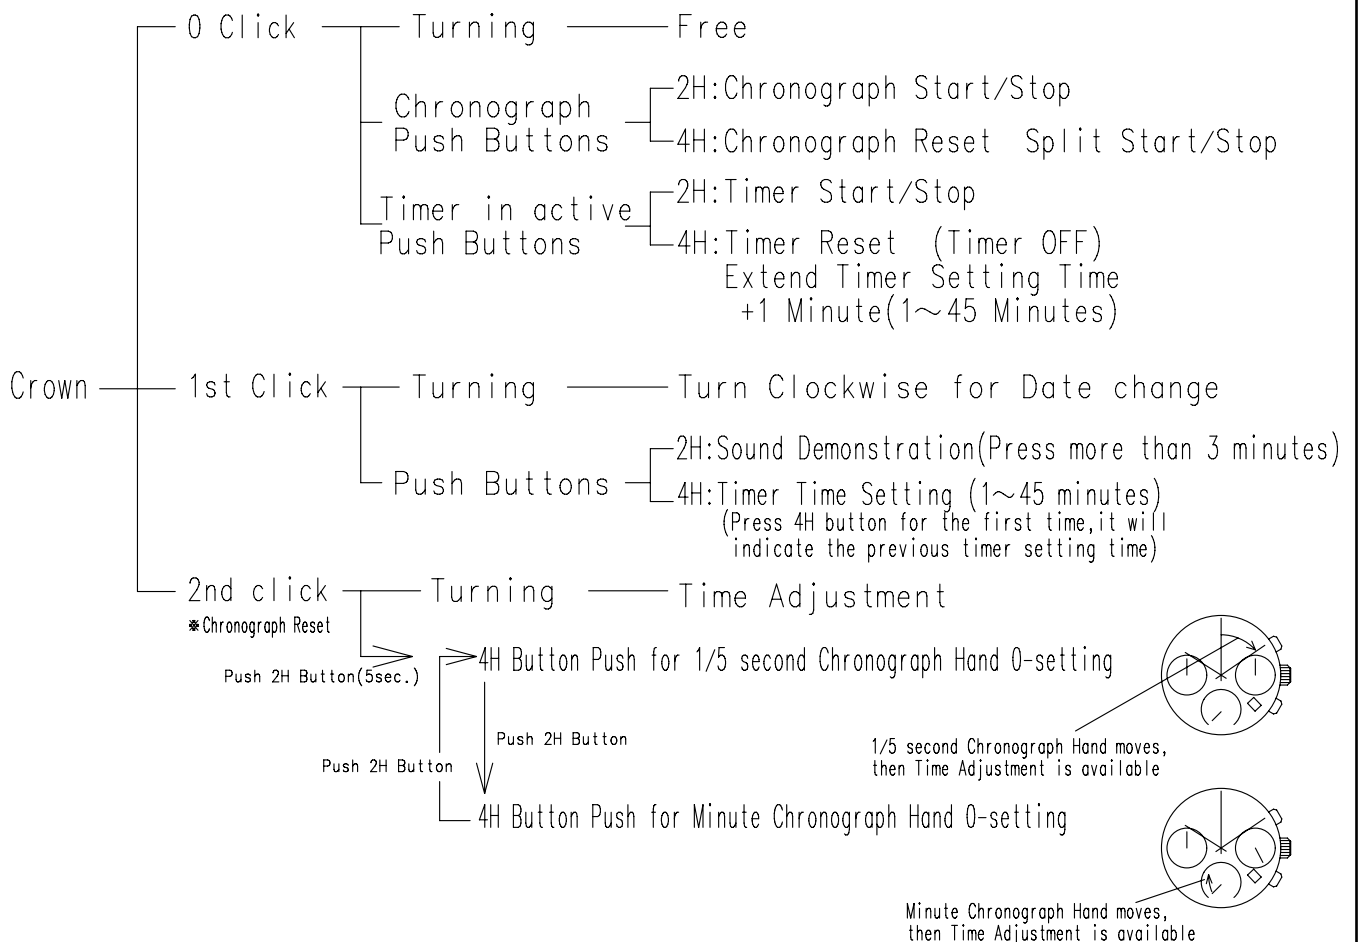 0 Click Turning Free
Chronograph
Push Buttons
2H:Chronograph Start/Stop
4H:Chronograph Reset Split Start/Stop
Timer in active
Push Buttons
2H:Timer Start/Stop
4H:Timer Reset (Timer OFF)
Extend Timer Setting Time
+1 Minute(1～45 Minutes)
Crown
1st Click Turning Turn Clockwise for Date change
Push Buttons
2H:Sound Demonstration(Press more than 3 minutes)
4H:Timer Time Setting (1～45 minutes)
(Press 4H button for the first time,it will
indicate the previous timer setting time)
2nd click Turning Time Adjustment
※Chronograph Reset
Push 2H Button(5sec.)
4H Button Push for 1/5 second Chronograph Hand 0-setting
Push 2H Button
Push 2H Button
1/5 second Chronograph Hand moves,
then Time Adjustment is available
4H Button Push for Minute Chronograph Hand 0-setting
Minute Chronograph Hand moves,
then Time Adjustment is available